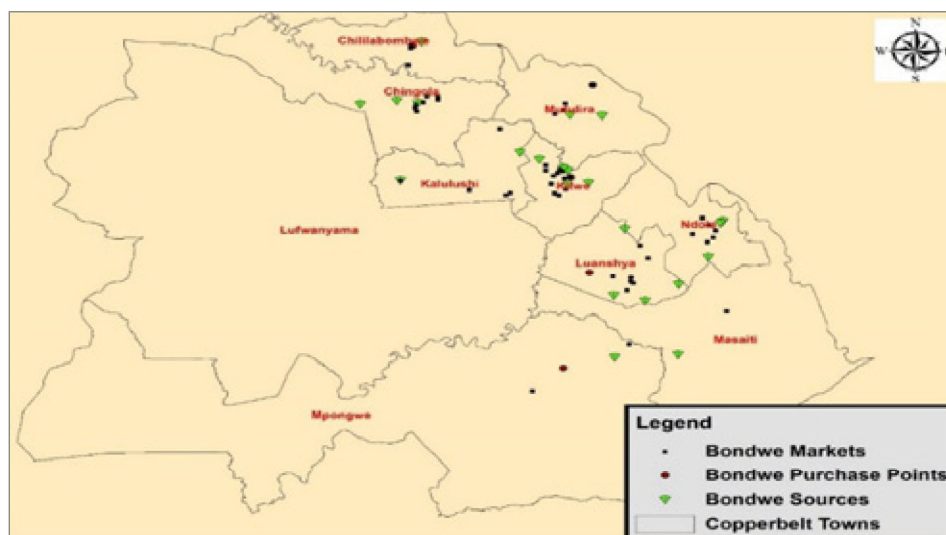 N
W
S
Chililabombwe
Chingola
Mufulira
Kalulushi
Kitwe
Lufwanyama
Ndola
Luanshya
Masaiti
Mpongwe
Legend
Bondwe Markets
Bondwe Purchase Points
Bondwe Sources
Copperbelt Towns